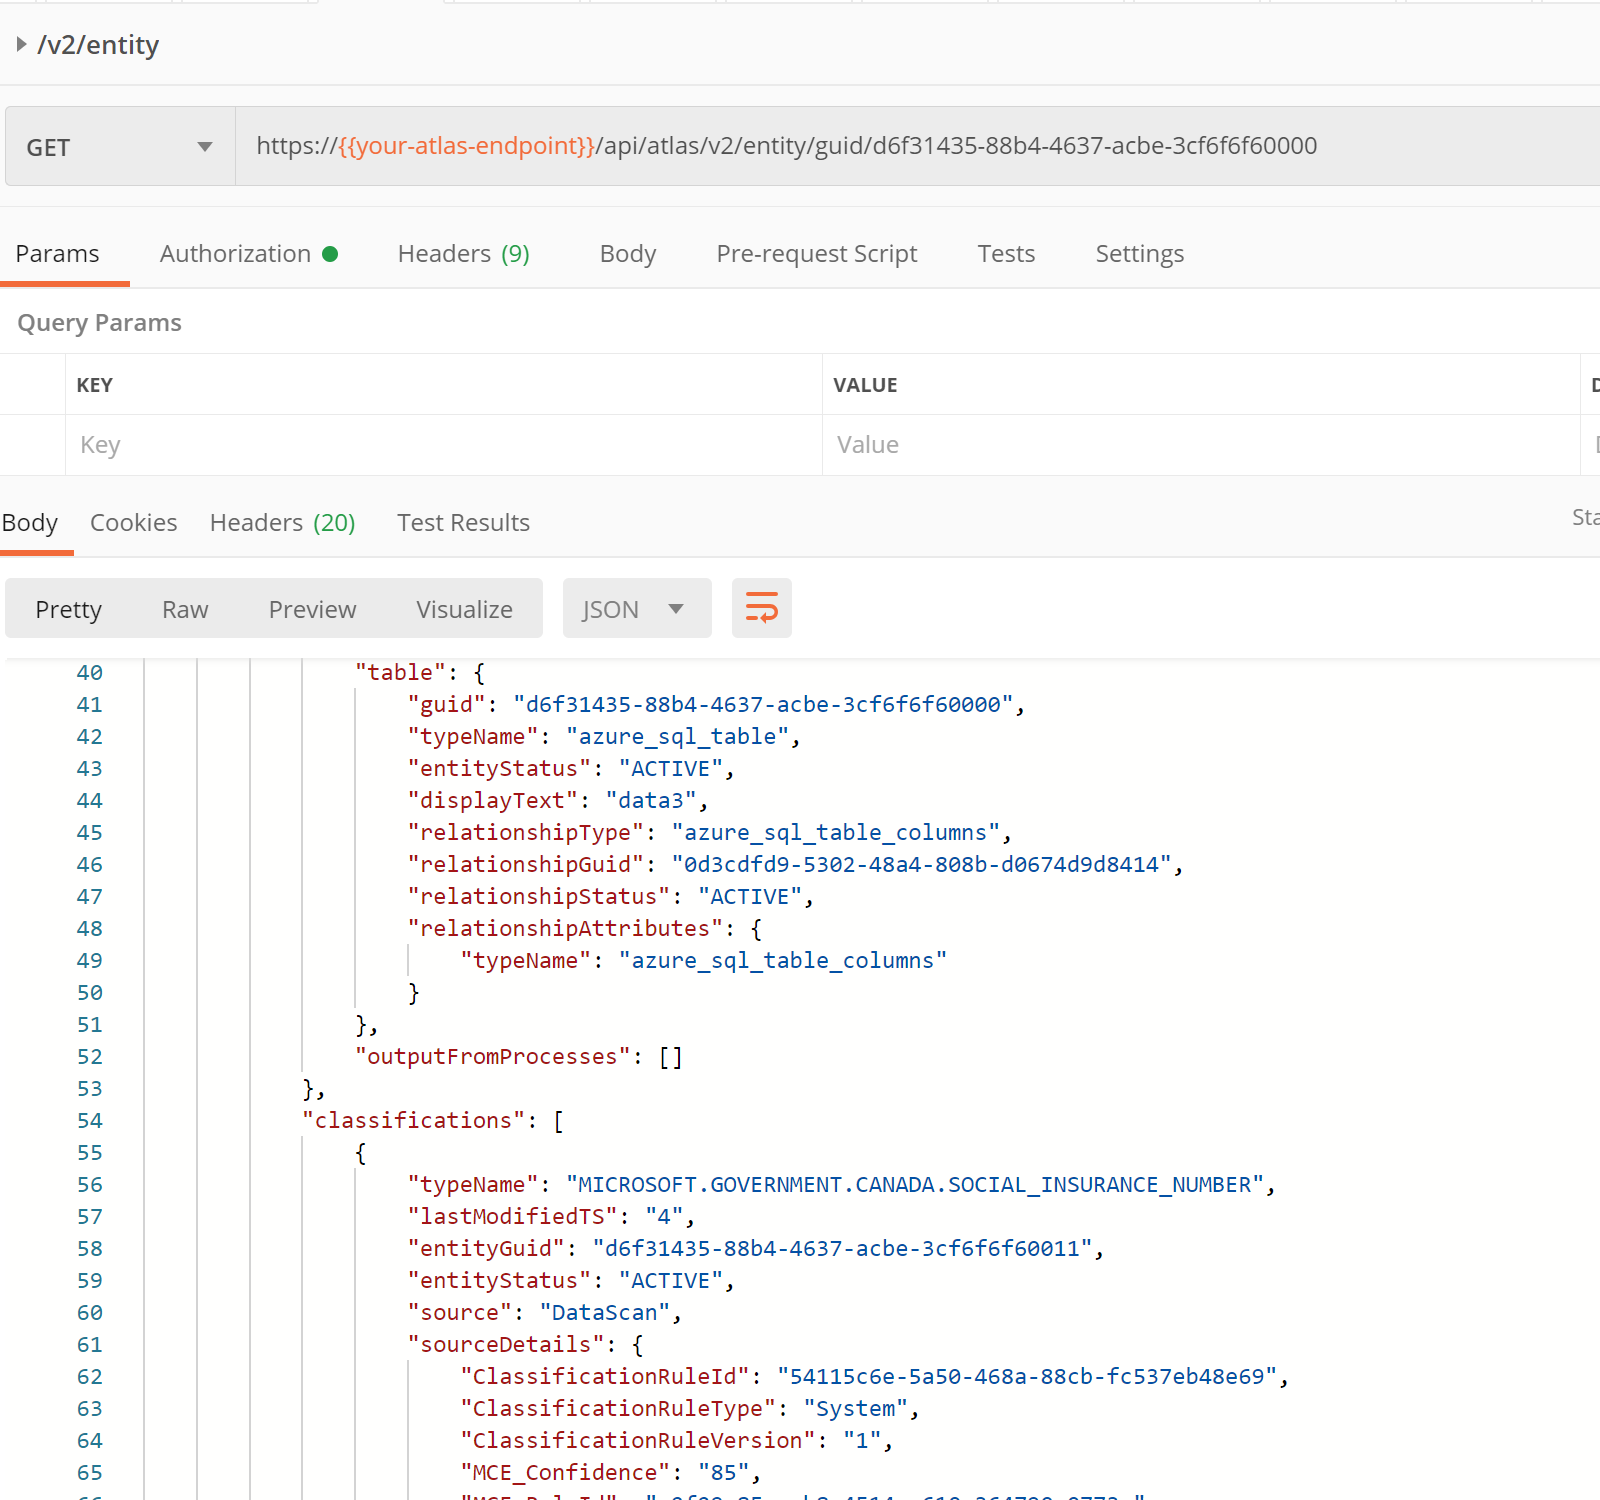 /v2/entity
GET https://{{your-atlas-endpoint}}/api/atlas/v2/entity/guid/d6f31435-88b4-4637-acbe-3cf6f6f60000
Params Authorization Headers (9) Body Pre-request Script Tests Settings
Query Params
KEY VALUE
Key Value
Body Cookies Headers (20) Test Results
Pretty Raw Preview Visualize JSON
40 "table": {
41 "guid": "d6f31435-88b4-4637-acbe-3cf6f6f60000",
42 "typeName": "azure_sql_table",
43 "entityStatus": "ACTIVE",
44 "displayText": "data3",
45 "relationshipType": "azure_sql_table_columns",
46 "relationshipGuid": "0d3cdfd9-5302-48a4-808b-d0674d9d8414",
47 "relationshipStatus": "ACTIVE",
48 "relationshipAttributes": {
49 "typeName": "azure_sql_table_columns"
50 }
51 },
52 "outputFromProcesses": []
53 },
54 "classifications": [
55 {
56 "typeName": "MICROSOFT.GOVERNMENT.CANADA.SOCIAL_INSURANCE_NUMBER",
57 "lastModifiedTS": "4",
58 "entityGuid": "d6f31435-88b4-4637-acbe-3cf6f6f60011",
59 "entityStatus": "ACTIVE",
60 "source": "DataScan",
61 "sourceDetails": {
62 "ClassificationRuleId": "54115c6e-5a50-468a-88cb-fc537eb48e69",
63 "ClassificationRuleType": "System",
64 "ClassificationRuleVersion": "1",
65 "MCE_Confidence": "85",